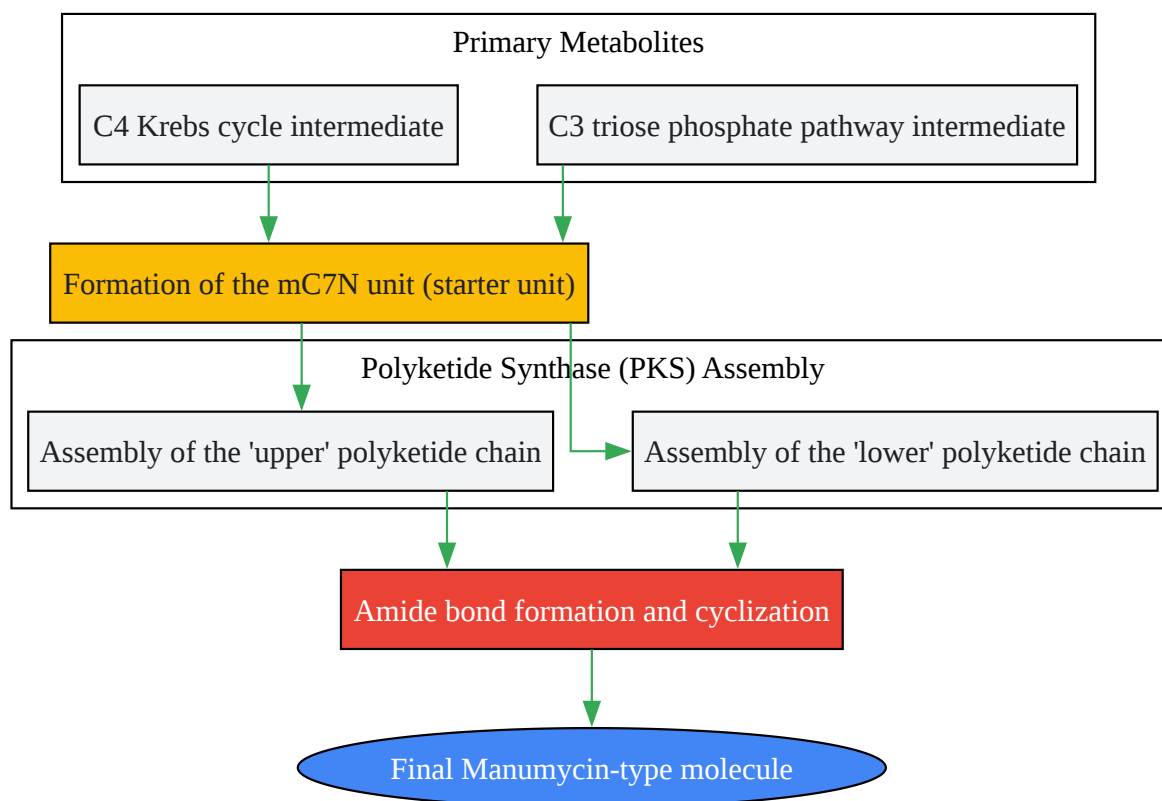 Primary Metabolites
C4 Krebs cycle intermediate
C3 triose phosphate pathway intermediate
Formation of the mC7N unit (starter unit)
Polyketide Synthase (PKS) Assembly
Assembly of the 'upper' polyketide chain
Assembly of the 'lower' polyketide chain
Amide bond formation and cyclization
Final Manumycin-type molecule